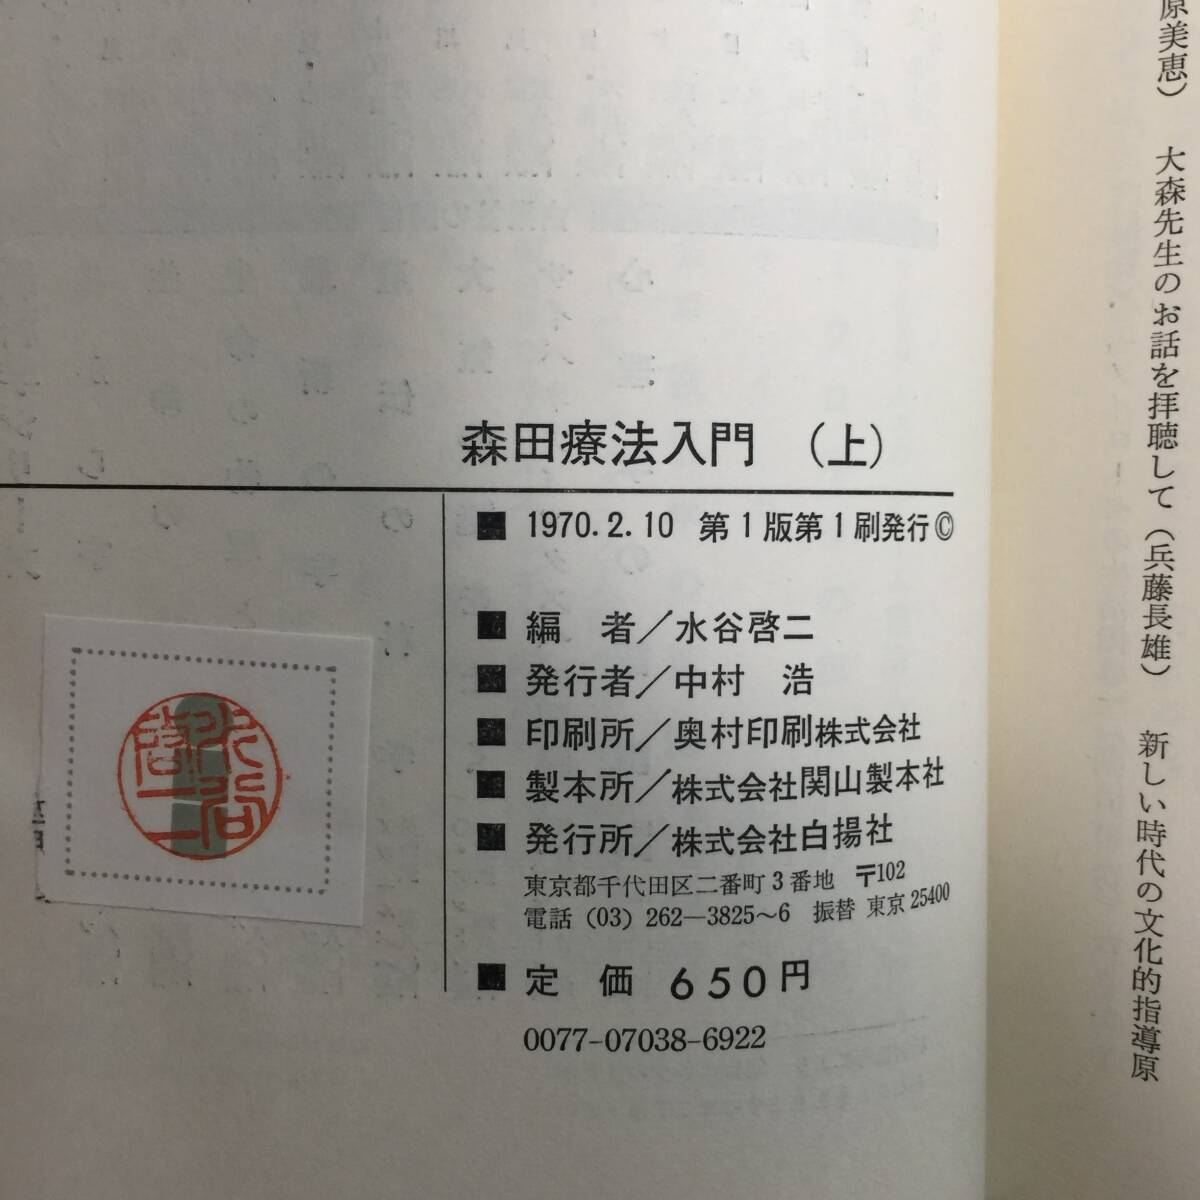 原美恵)　大森先生のお話を拝聴して(兵藤長雄)　新しい時代の文化的指導原
森田療法入門　(上)
■ 1970.2.10　第1版第1刷発行©
■ 編　者／水谷啓二
■ 発行者／中村　浩
■ 印刷所／奥村印刷株式会社
■ 製本所／株式会社関山製本社
■ 発行所／株式会社白揚社
東京都千代田区二番町3番地　〒102
電話 (03) 262—3825～6　振替 東京 25400
■ 定　価　650円
0077-07038-6922
水谷
啓二